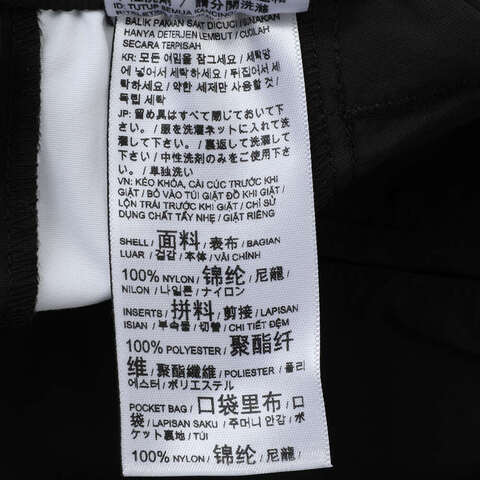 ID: TUTUP SEMUA KANCING
BALIK PAKAIAN SAAT DICUCI / GUNAKAN
HANYA DETERJEN LEMBUT / CUCILAH
SECARA TERPISAH
KR: 모든 여밈을 잠그세요 / 세탁망
에 넣어서 세탁하세요 / 뒤집어서 세
탁하세요 / 약한 세제만 사용할 것 /
독립 세탁
JP: 留め具はすべて閉じておいて下
さい。/ 服を洗濯ネットに入れて洗
濯して下さい。/ 裏返して洗濯して
下さい / 中性洗剤のみをご使用下さ
い。/ 単独洗い
VN: KÉO KHÓA, CÀI CÚC TRƯỚC KHI
GIẶT / BỎ VÀO TÚI GIẶT ĐỒ KHI GIẶT /
LỘN TRÁI TRƯỚC KHI GIẶT / CHỈ SỬ
DỤNG CHẤT TẨY NHẸ / GIẶT RIÊNG
SHELL / 面料 / 表布 / BAGIAN
LUAR / 겉감 / 本体 / VẢI CHÍNH
100% NYLON / 锦纶 / 尼龍 /
NILON / 나일론 / ナイロン
INSERTS / 拼料 / 剪接 / LAPISAN
ISIAN / 부속물 / 切替 / CHI TIẾT ĐỆM
100% POLYESTER / 聚酯纤
维 / 聚酯纖維 / POLIESTER / 폴리
에스터 / ポリエステル
POCKET BAG / 口袋里布 / 口
袋 / LAPISAN SAKU / 주머니 안감 / ポ
ケット裏地 / TÚI
100% NYLON / 锦纶 / 尼龍 /